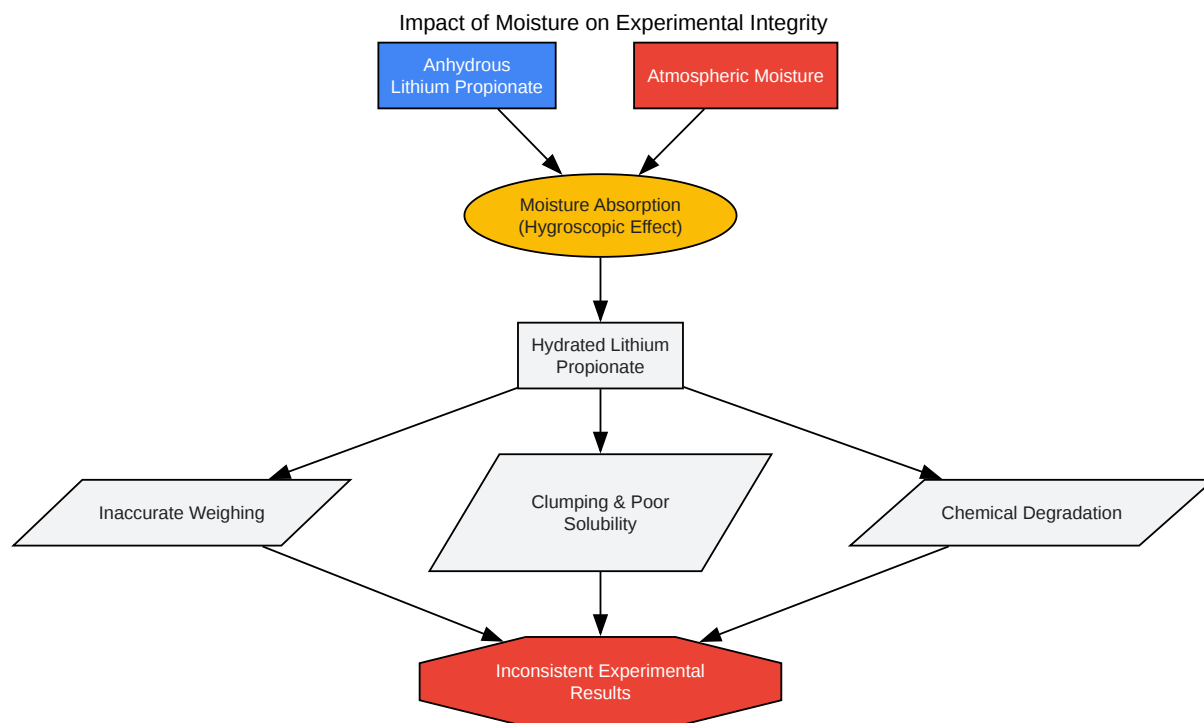 Impact of Moisture on Experimental Integrity
Anhydrous
Lithium Propionate
Atmospheric Moisture
Moisture Absorption
(Hygroscopic Effect)
Hydrated Lithium
Propionate
Inaccurate Weighing
Clumping & Poor
Solubility
Chemical Degradation
Inconsistent Experimental
Results